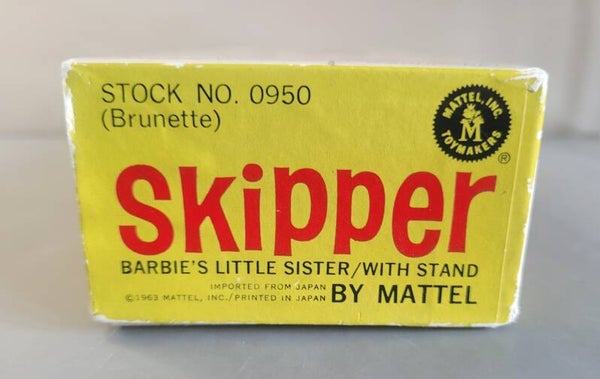 STOCK NO. 0950
(Brunette)
MATTEL, INC.
M
TOYMAKERS
®
Skipper
BARBIE'S LITTLE SISTER/WITH STAND
IMPORTED FROM JAPAN
©1963 MATTEL, INC./PRINTED IN JAPAN
BY MATTEL